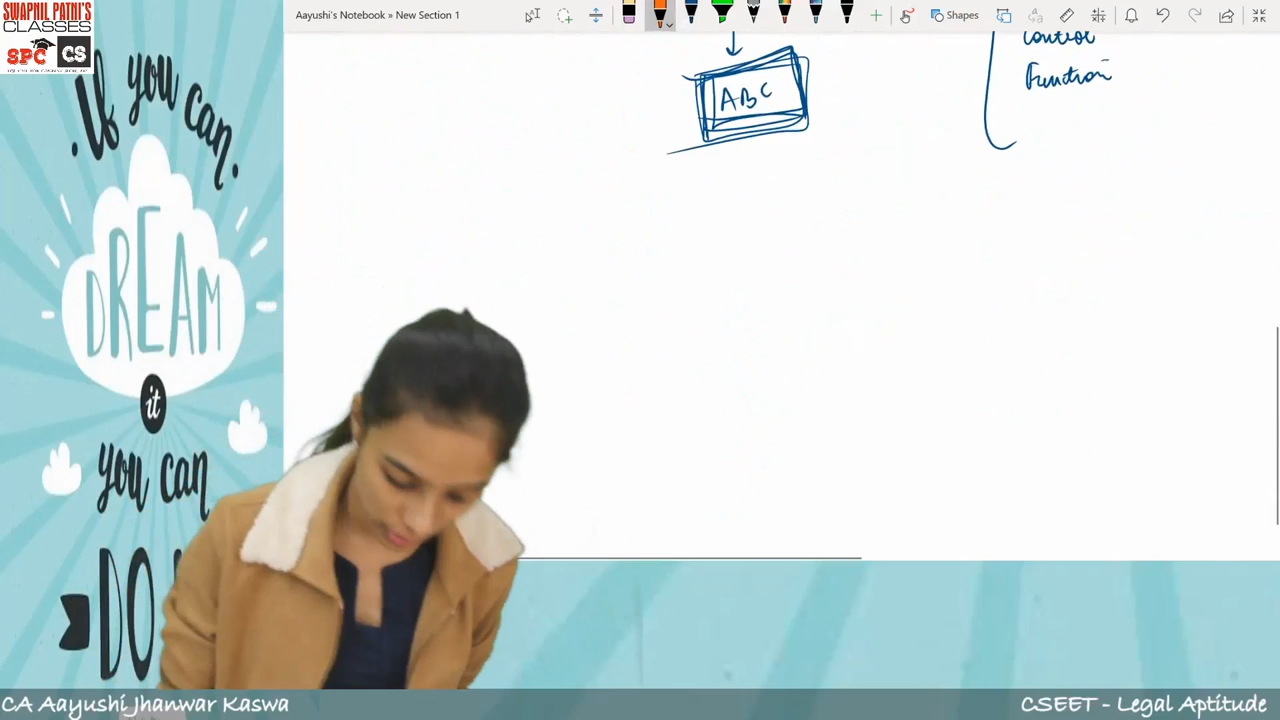 SWAPNIL PATNI'S
CLASSES
SPC CS
Aayushi's Notebook » New Section 1
Shapes
If you can
DREAM
it
you can
DO
ABC
Control
Function
CA Aayushi Jhanwar Kaswa
CSEET - Legal Aptitude